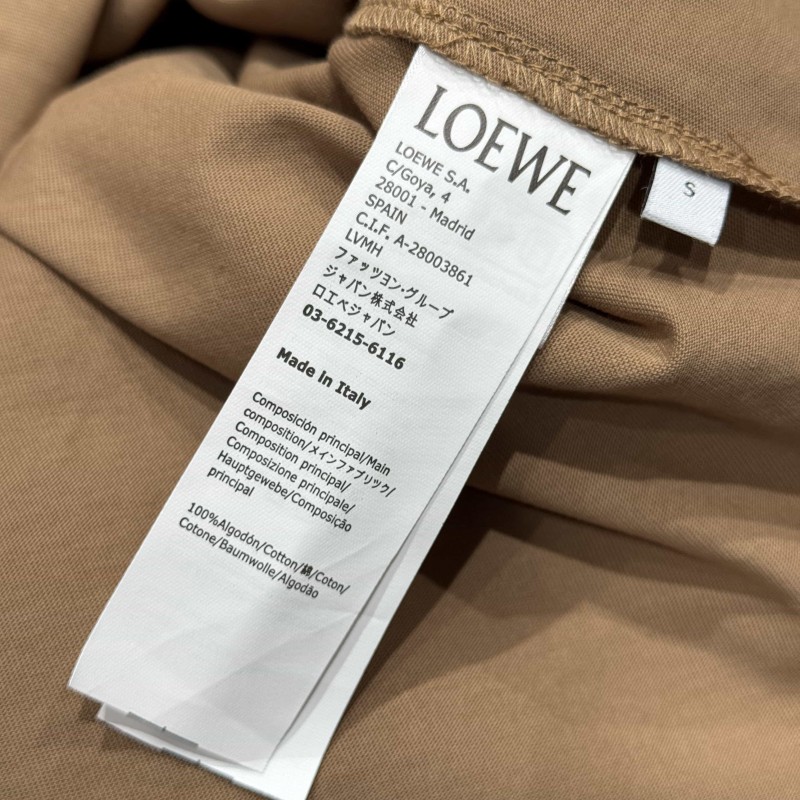 LOEWE
LOEWE S.A.
C/Goya, 4
28001 - Madrid
SPAIN
C.I.F. A-28003861
LVMH
ファッツヨン・グループ
ジャパン株式会社
ロエベジャパン
03-6215-6116
Made in Italy
Composición principal/Main
composition/メインファブリック/
Composition principal/
Composizione principale/
Hauptgewebe/Composição
principal
100%Algodón/Cotton/綿/Coton/
Cotone/Baumwolle/Algodão
S